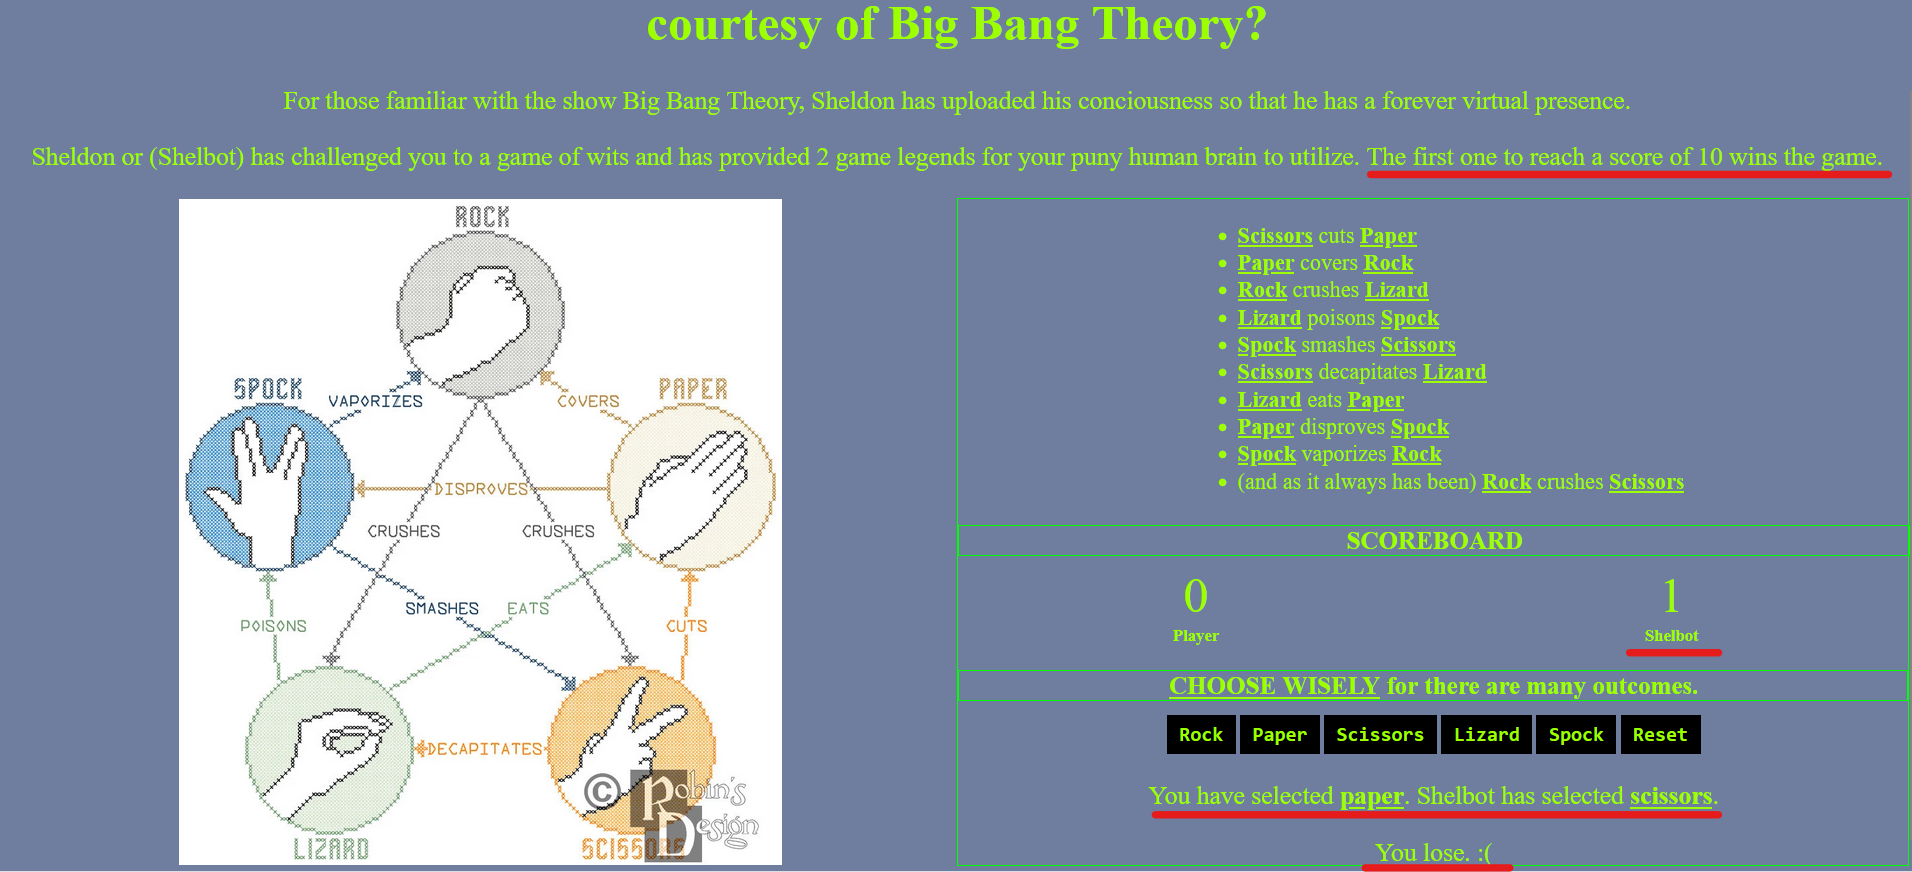 courtesy of Big Bang Theory?
For those familiar with the show Big Bang Theory, Sheldon has uploaded his conciousness so that he has a forever virtual presence.
Sheldon or (Shelbot) has challenged you to a game of wits and has provided 2 game legends for your puny human brain to utilize. The first one to reach a score of 10 wins the game.
ROCK
SPOCK
PAPER
VAPORIZES
COVERS
DISPROVES
CRUSHES
CRUSHES
SMASHES
EATS
POISONS
CUTS
DECAPITATES
LIZARD
SCISSORS
© Robin's
Design
Scissors cuts Paper
Paper covers Rock
Rock crushes Lizard
Lizard poisons Spock
Spock smashes Scissors
Scissors decapitates Lizard
Lizard eats Paper
Paper disproves Spock
Spock vaporizes Rock
(and as it always has been) Rock crushes Scissors
SCOREBOARD
0
Player
1
Shelbot
CHOOSE WISELY for there are many outcomes.
Rock Paper Scissors Lizard Spock Reset
You have selected paper. Shelbot has selected scissors.
You lose. :(